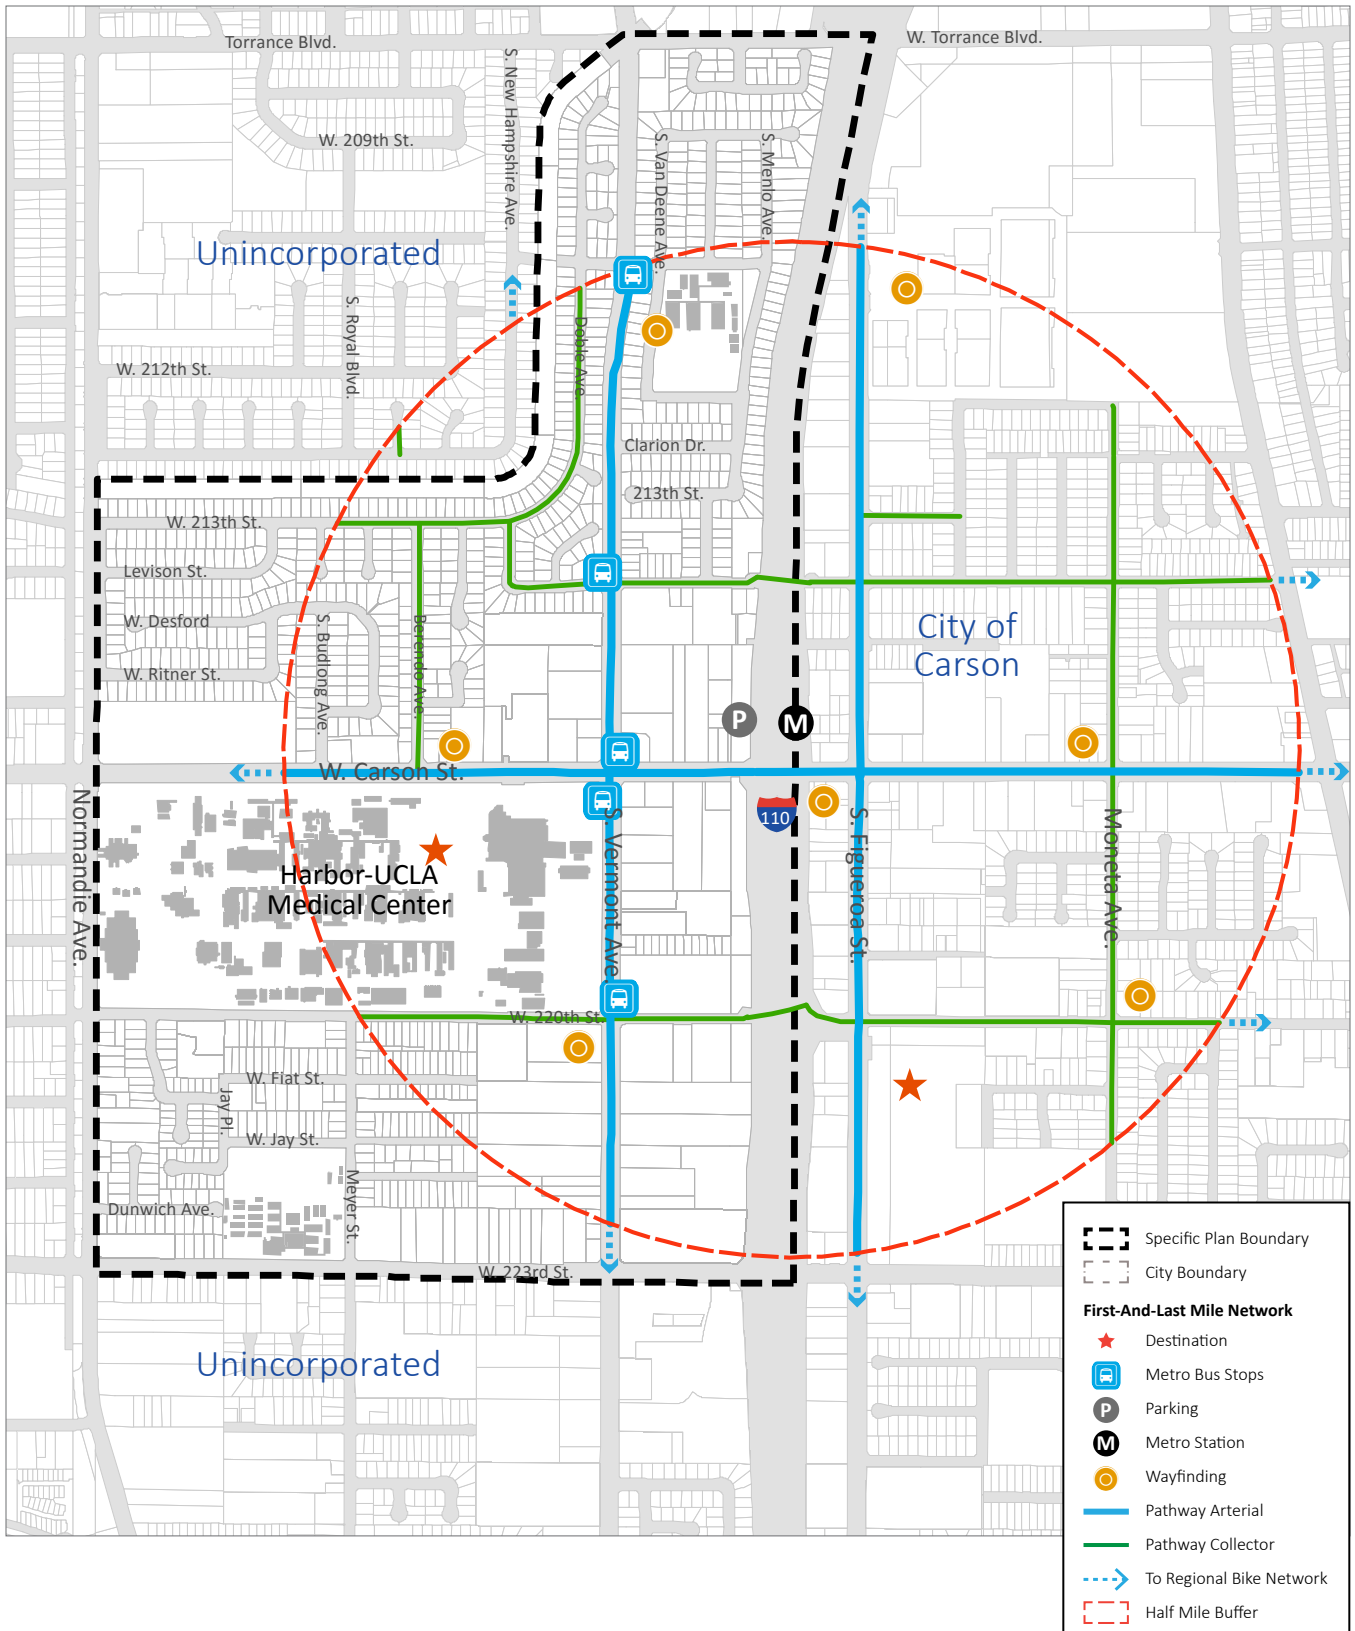 Torrance Blvd.
W. Torrance Blvd.
S. New Hampshire Ave.
W. 209th St.
S. Van Deene Ave.
S. Menlo Ave.
Unincorporated
S. Royal Blvd.
Doble Ave.
W. 212th St.
Clarion Dr.
213th St.
W. 213th St.
Levison St.
W. Desford
S. Budlong Ave.
Berendo Ave.
City of
Carson
W. Ritner St.
P
M
W. Carson St.
110
Normandie Ave.
S. Vermont Ave.
S. Figueroa St.
Moneta Ave.
Harbor-UCLA
Medical Center
W. 220th St.
W. Fiat St.
Jay Pl.
W. Jay St.
Meyer St.
Dunwich Ave.
W. 223rd St.
Unincorporated
Specific Plan Boundary
City Boundary
First-And-Last Mile Network
Destination
Metro Bus Stops
P Parking
M Metro Station
Wayfinding
Pathway Arterial
Pathway Collector
To Regional Bike Network
Half Mile Buffer